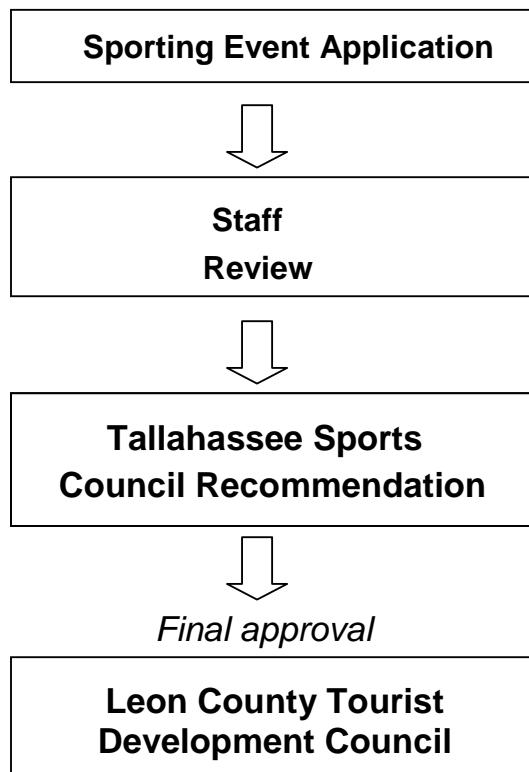 Sporting Event Application
Staff
Review
Tallahassee Sports
Council Recommendation
Final approval
Leon County Tourist
Development Council